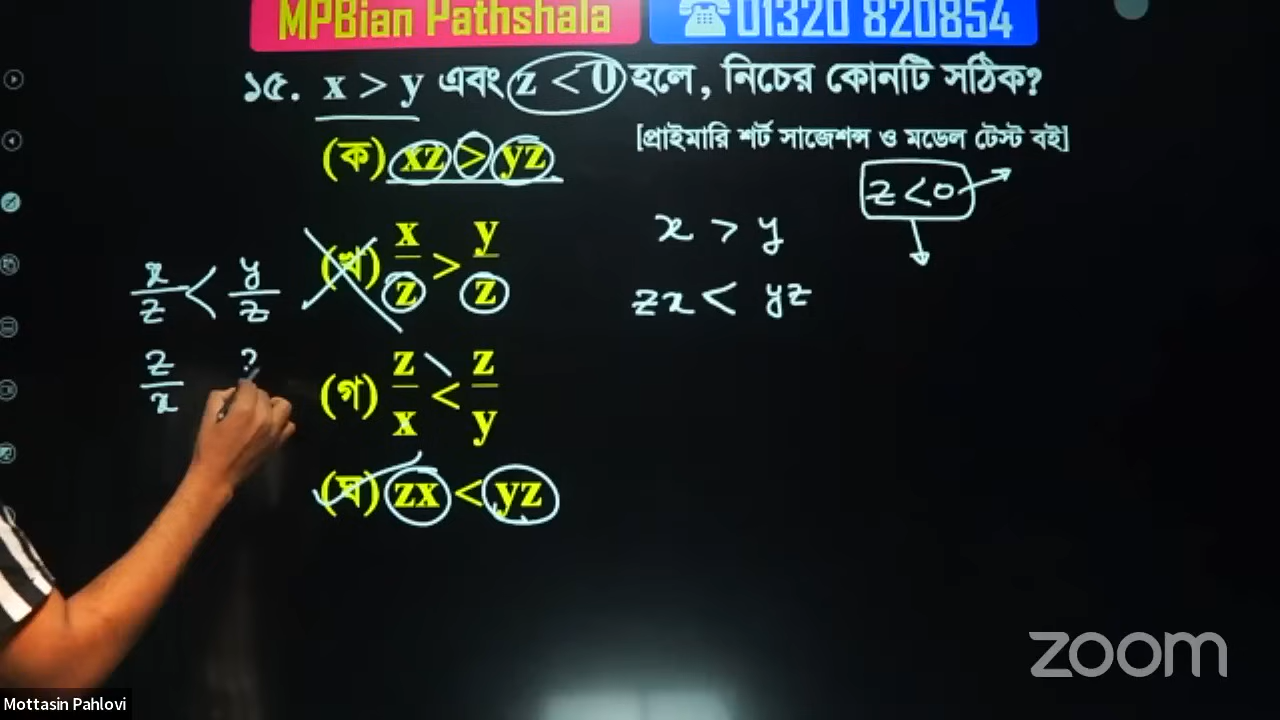 MPBian Pathshala
☎01320 820854
১৫. x > y এবং z < 0 হলে, নিচের কোনটি সঠিক?
[প্রাইমারি শর্ট সাজেশন্স ও মডেল টেস্ট বই]
(ক) xz > yz
(খ) x/z > y/z
(গ) z/x < z/y
(ঘ) zx < yz
z < 0
x > y
zx < yz
x/z < y/z
z/x
zoom
Mottasin Pahlovi